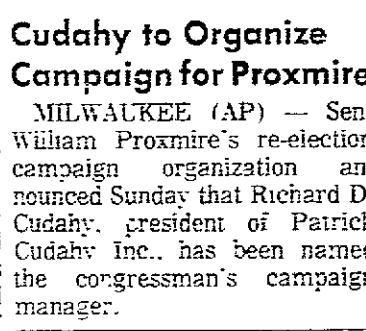 Cudahy to Organize
Campaign for Proxmire
MILWAUKEE (AP) — Sen
William Proxmire's re-election
campaign organization an
nounced Sunday that Richard D
Cudahy, president of Patrick
Cudahy Inc., has been named
the congressman's campaign
manager.